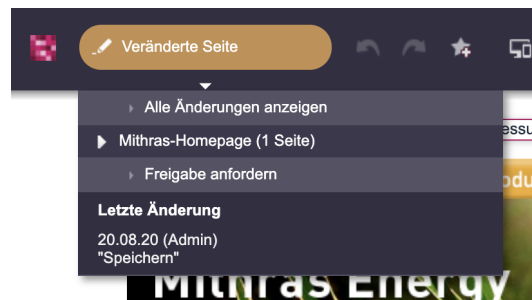 Veränderte Seite
Alle Änderungen anzeigen
Mithras-Homepage (1 Seite)
Freigabe anfordern
Letzte Änderung
20.08.20 (Admin)
"Speichern"
Mithras Energy